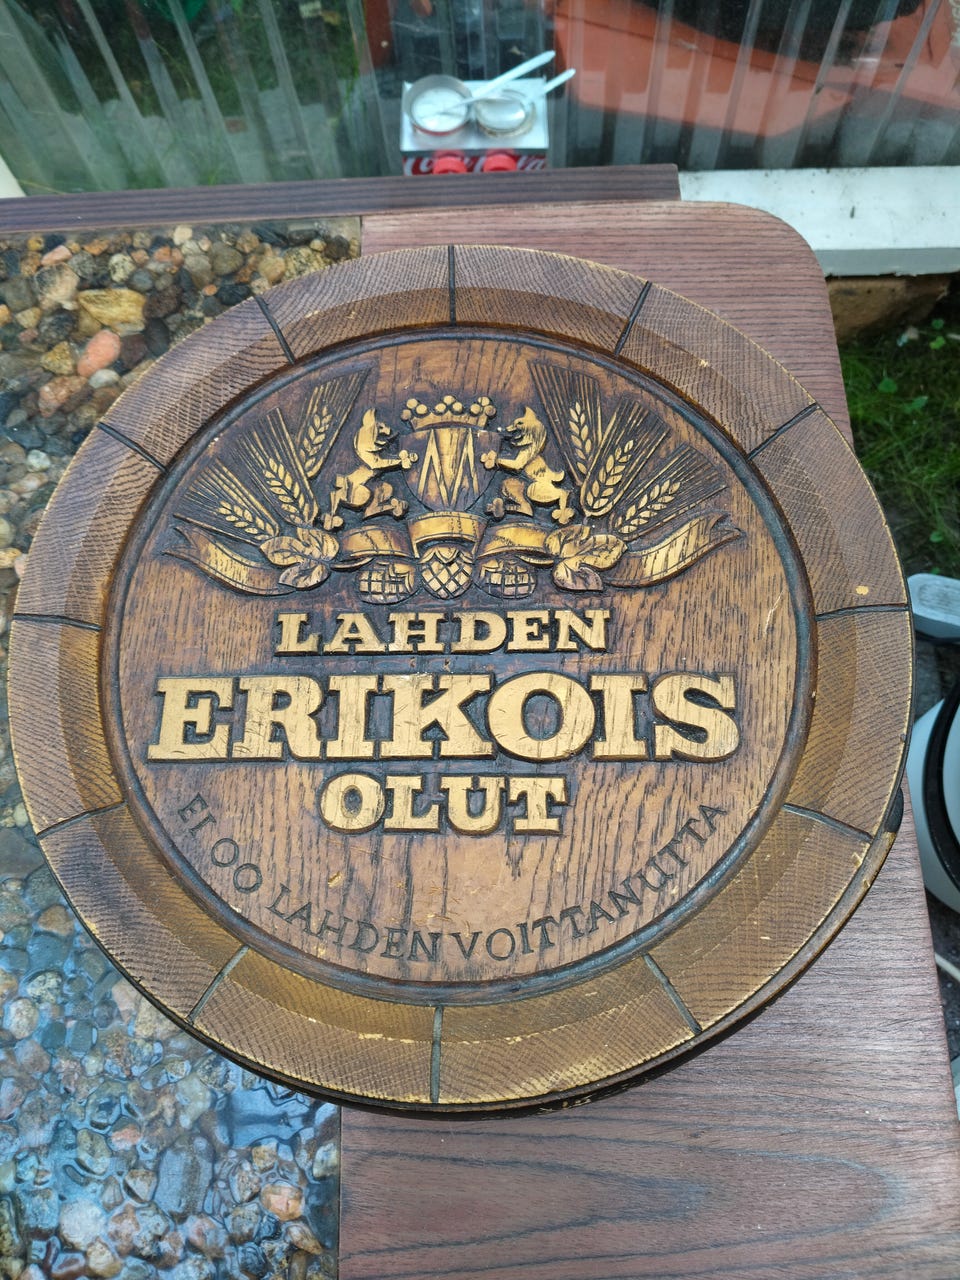 LAHDEN
ERIKOIS
OLUT
EI OO LAHDEN VOITTANUTTA